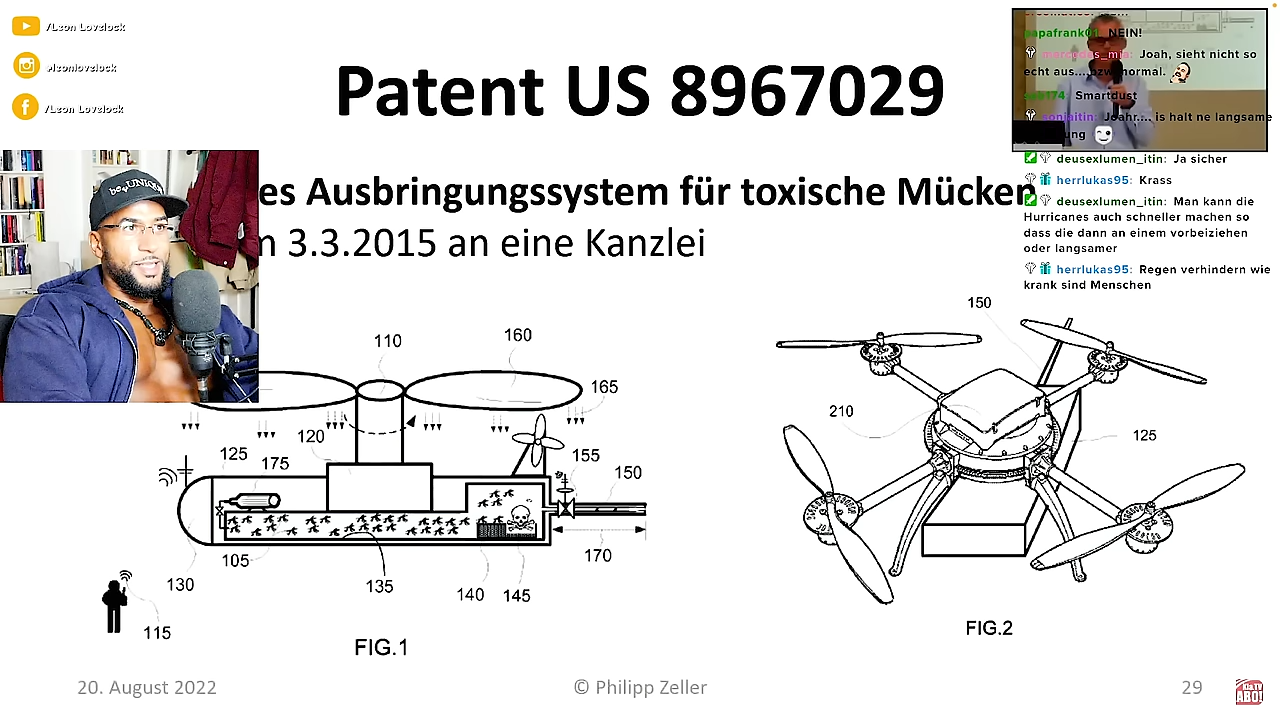 /Leon Lovelock
/leonlovelock
/Leon Lovelock
Patent US 8967029
es Ausbringungssystem für toxische Mücken
3.3.2015 an eine Kanzlei
be UNIQUE
NEIN!
Joah, sieht nicht so
echt aus.... bzw normal.
Smartdust
is halt ne langsame
deusexlumen_itin: Ja sicher
herrlukas95: Krass
deusexlumen_itin: Man kann die
Hurricanes auch schneller machen so
dass die dann an einem vorbeiziehen
oder langsamer
herrlukas95: Regen verhindern wie
krank sind Menschen
110
160
165
120
125
175
155
150
105
130
135
140
145
170
115
FIG.1
150
210
125
FIG.2
20. August 2022
© Philipp Zeller
29
ABO!